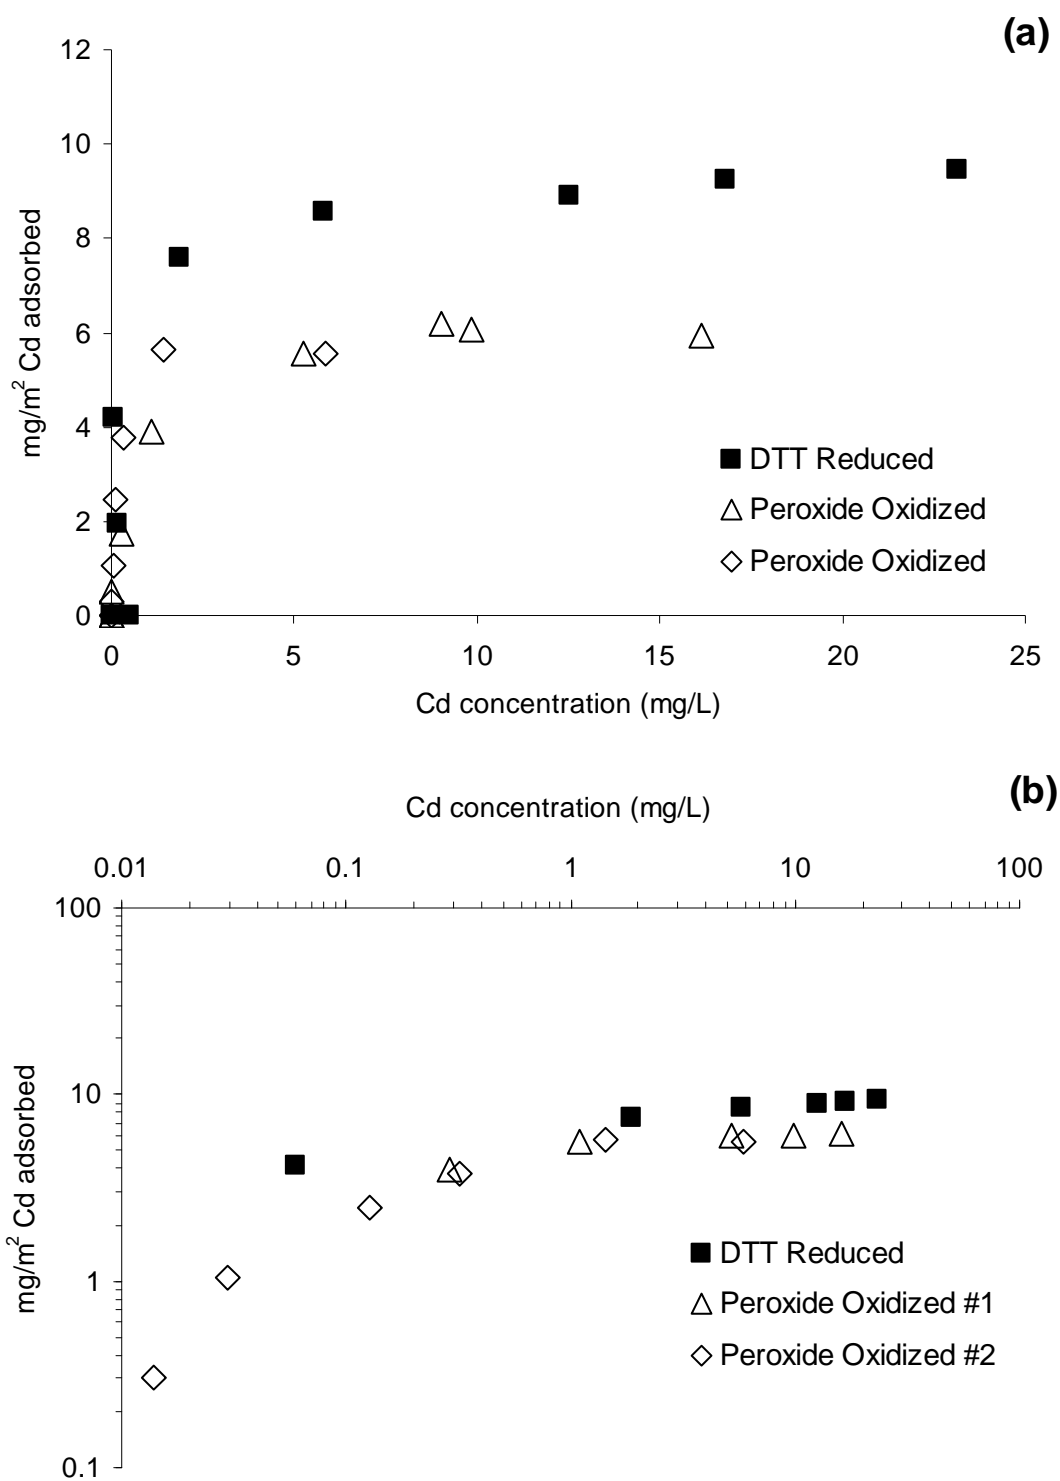 (a)
12
10
8
6
4
2
0
mg/m² Cd adsorbed
DTT Reduced
Peroxide Oxidized
Peroxide Oxidized
0 5 10 15 20 25
Cd concentration (mg/L)
(b)
Cd concentration (mg/L)
0.01 0.1 1 10 100
100
10
1
0.1
mg/m² Cd adsorbed
DTT Reduced
Peroxide Oxidized #1
Peroxide Oxidized #2